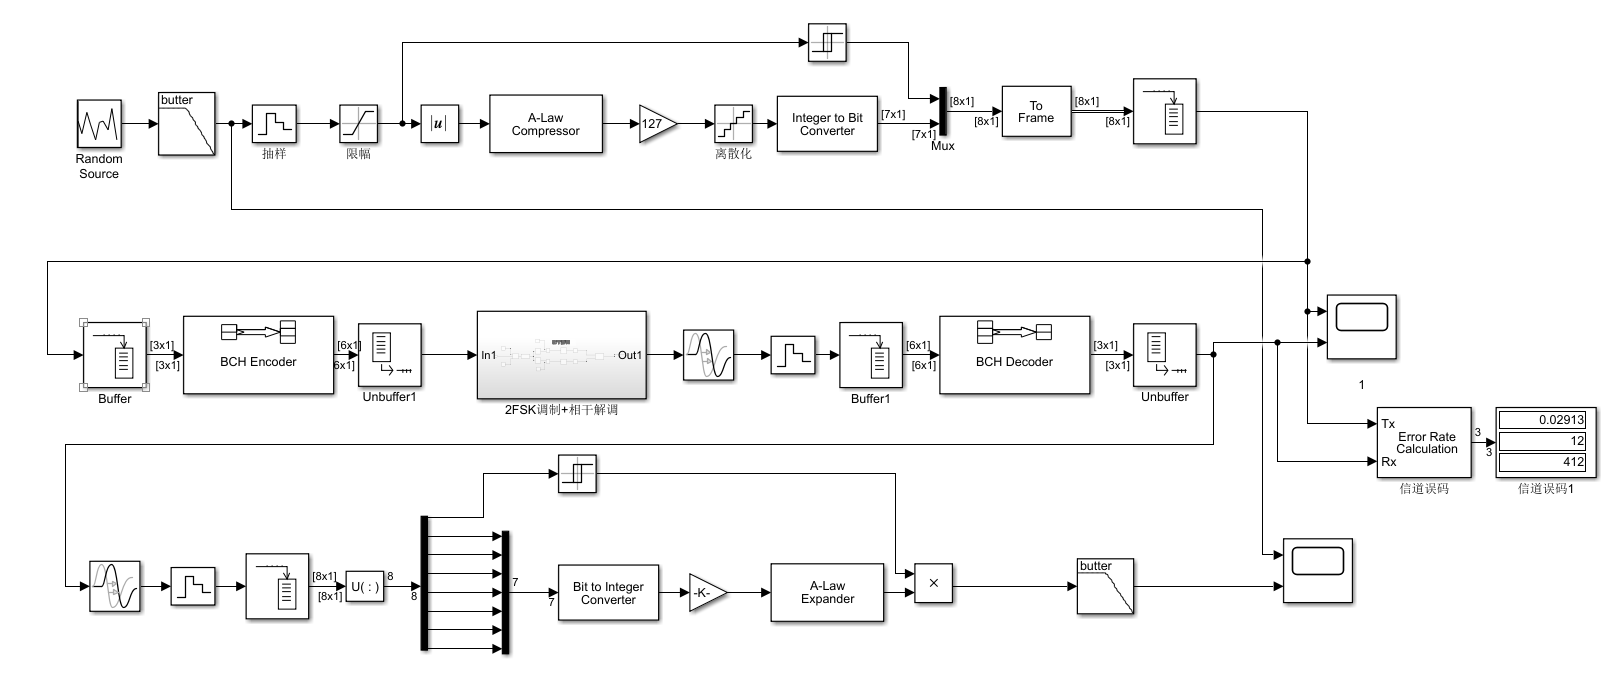 Random
Source
butter
抽样
限幅
|u|
A-Law
Compressor
127
离散化
Integer to Bit
Converter
[7x1]
[7x1]
Mux
[8x1]
[8x1]
To
Frame
[8x1]
[8x1]
Buffer
[3x1]
[3x1]
BCH Encoder
[6x1]
6x1]
Unbuffer1
In1
Out1
2FSK调制+相干解调
Buffer1
[6x1]
[6x1]
BCH Decoder
[3x1]
[3x1]
Unbuffer
1
Tx
Rx
Error Rate
Calculation
信道误码
3
3
0.02913
12
412
信道误码1
[8x1]
[8x1]
U( : )
8
8
7
7
Bit to Integer
Converter
-K-
A-Law
Expander
×
butter